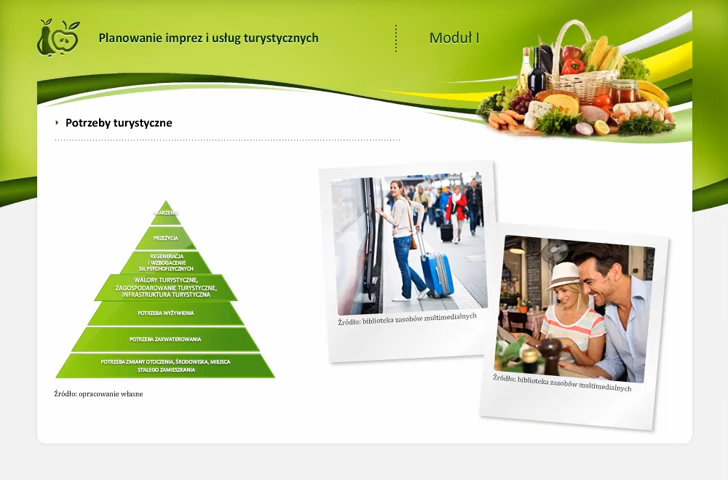 Planowanie imprez i usług turystycznych
Moduł I
Potrzeby turystyczne
PRZEŻYCIA
REGENERACJA
I WZBOGACENIE
SIŁ PSYCHOFIZYCZNYCH
WALORY TURYSTYCZNE,
ZAGOSPODAROWANIE TURYSTYCZNE,
INFRASTRUKTURA TURYSTYCZNA
POTRZEBA WYŻYWIENIA
POTRZEBA ZAKWATEROWANIA
POTRZEBA ZMIANY OTOCZENIA, ŚRODOWISKA, MIEJSCA
STAŁEGO ZAMIESZKANIA
Źródło: opracowanie własne
Źródło: biblioteka zasobów multimedialnych
Źródło: biblioteka zasobów multimedialnych